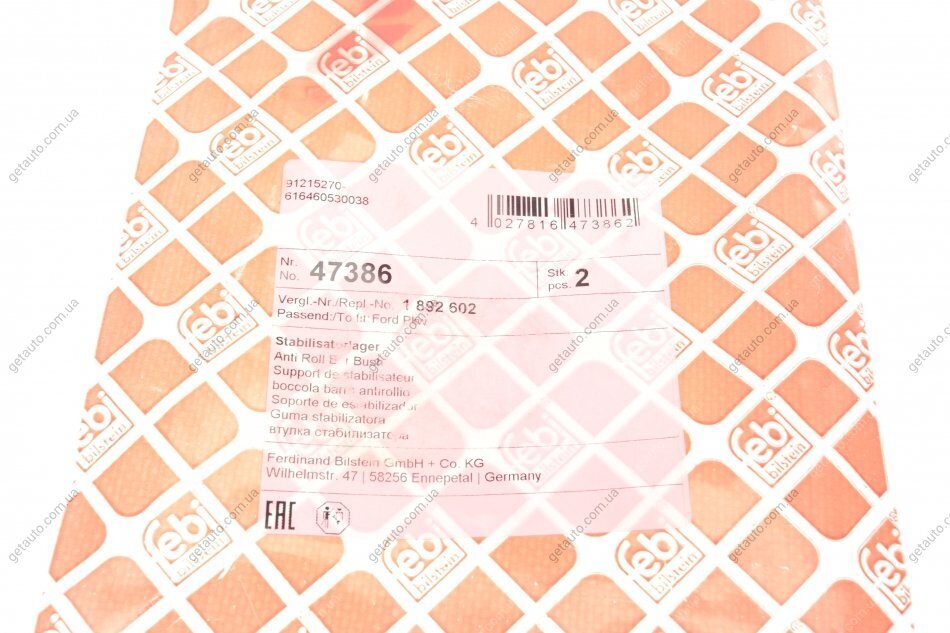 91215270-
616460530038
4 027816 473862
Nr.
No. 47386
Stk.
pcs. 2
Vergl.-Nr./Repl.-No. 1 892 602
Passend:/To fit: Ford PKW
Stabilisatorlager
Anti Roll Bar Bush
Support de stabilisateur
boccola barra antirollio
Soporte de estabilizador
Guma stabilizatora
втулка стабилизатора
Ferdinand Bilstein GmbH + Co. KG
Wilhelmstr. 47 | 58256 Ennepetal | Germany
EAC
febi
bilstein
getauto.com.ua